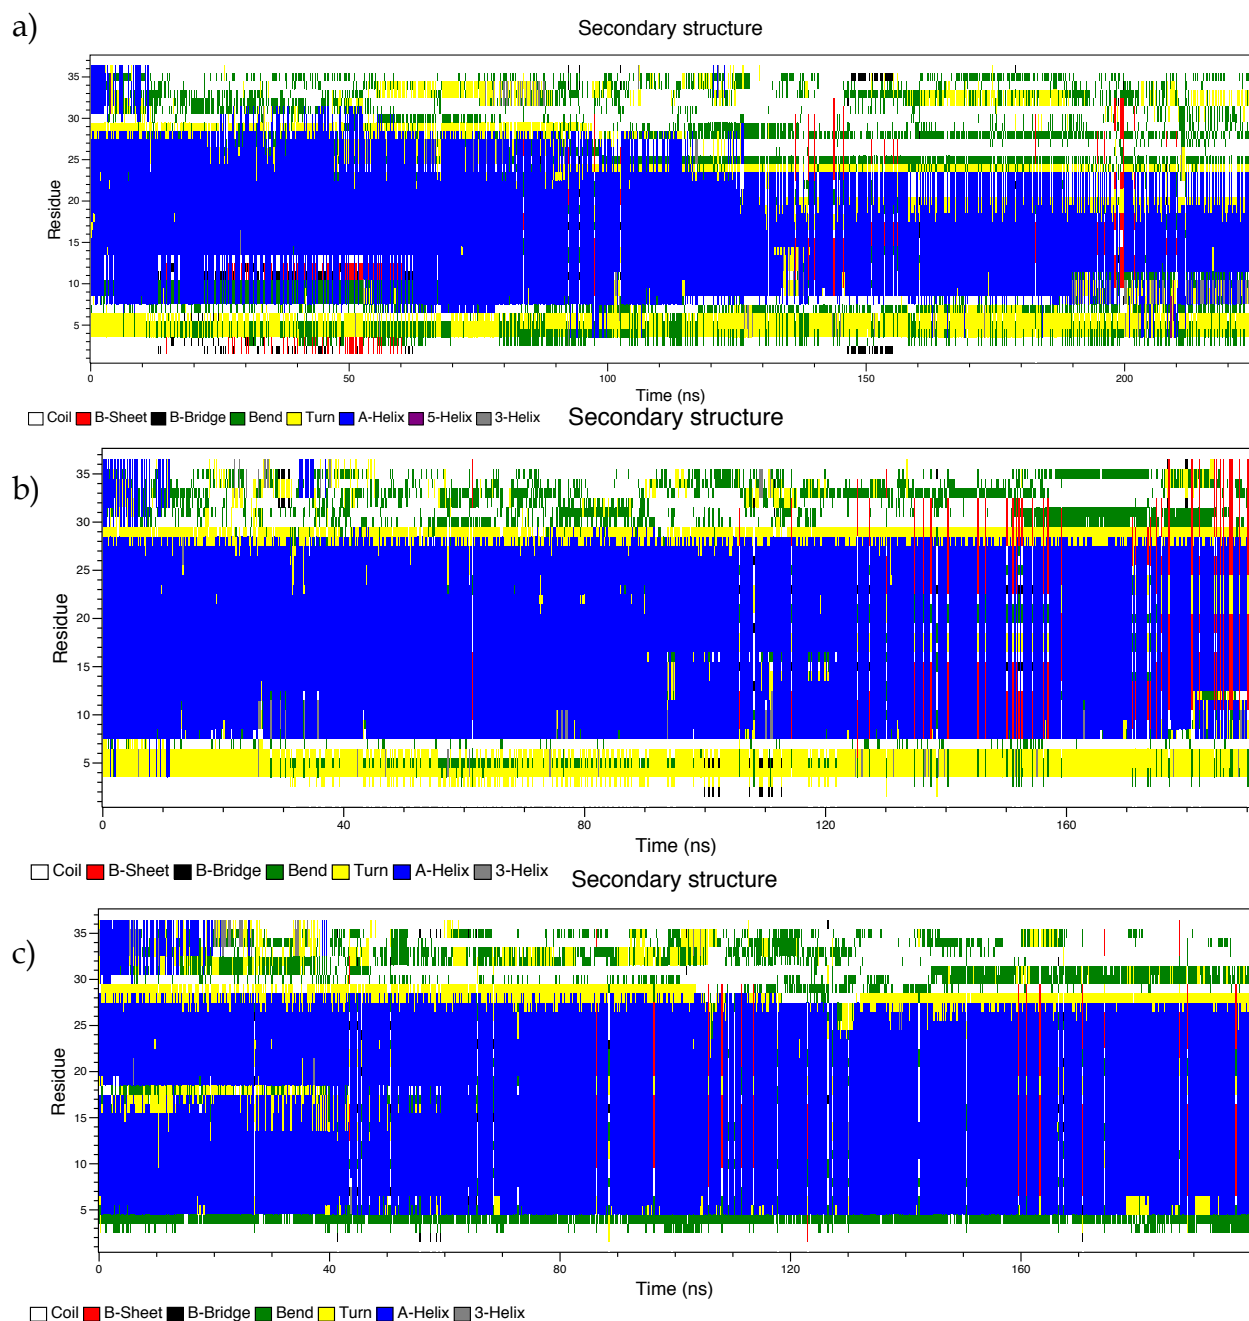 a)
Secondary structure
Residue
35
30
25
20
15
10
5
0 50 100 150 200
Time (ns)
Coil B-Sheet B-Bridge Bend Turn A-Helix 5-Helix 3-Helix
Secondary structure
b)
Residue
35
30
25
20
15
10
5
0 40 80 120 160
Time (ns)
Coil B-Sheet B-Bridge Bend Turn A-Helix 3-Helix
Secondary structure
c)
Residue
35
30
25
20
15
10
5
0 40 80 120 160
Time (ns)
Coil B-Sheet B-Bridge Bend Turn A-Helix 3-Helix